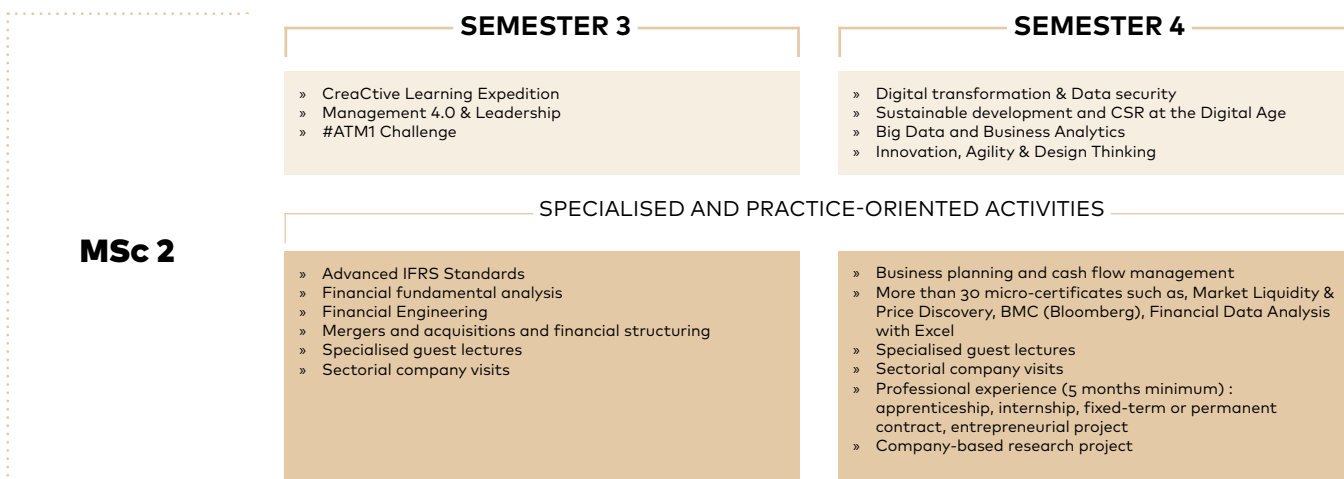 SEMESTER 3
» CreaCtive Learning Expedition
» Management 4.0 & Leadership
» #ATM1 Challenge
SEMESTER 4
» Digital transformation & Data security
» Sustainable development and CSR at the Digital Age
» Big Data and Business Analytics
» Innovation, Agility & Design Thinking
MSc 2
SPECIALISED AND PRACTICE-ORIENTED ACTIVITIES
» Advanced IFRS Standards
» Financial fundamental analysis
» Financial Engineering
» Mergers and acquisitions and financial structuring
» Specialised guest lectures
» Sectorial company visits
» Business planning and cash flow management
» More than 30 micro-certificates such as, Market Liquidity &
Price Discovery, BMC (Bloomberg), Financial Data Analysis
with Excel
» Specialised guest lectures
» Sectorial company visits
» Professional experience (5 months minimum) :
apprenticeship, internship, fixed-term or permanent
contract, entrepreneurial project
» Company-based research project